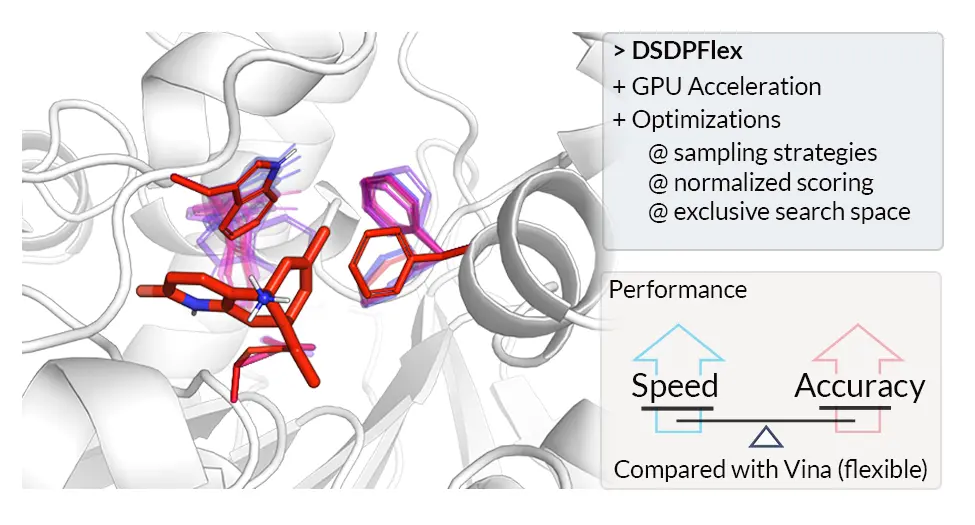 > DSDPFlex
+ GPU Acceleration
+ Optimizations
@ sampling strategies
@ normalized scoring
@ exclusive search space
Performance
Speed Accuracy
Compared with Vina (flexible)